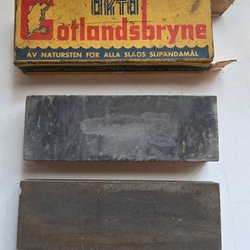 äkta
Gotlandsbryne
AV NATURSTEN FÖR ALLA SLAGS SLIPÄNDAMÅL